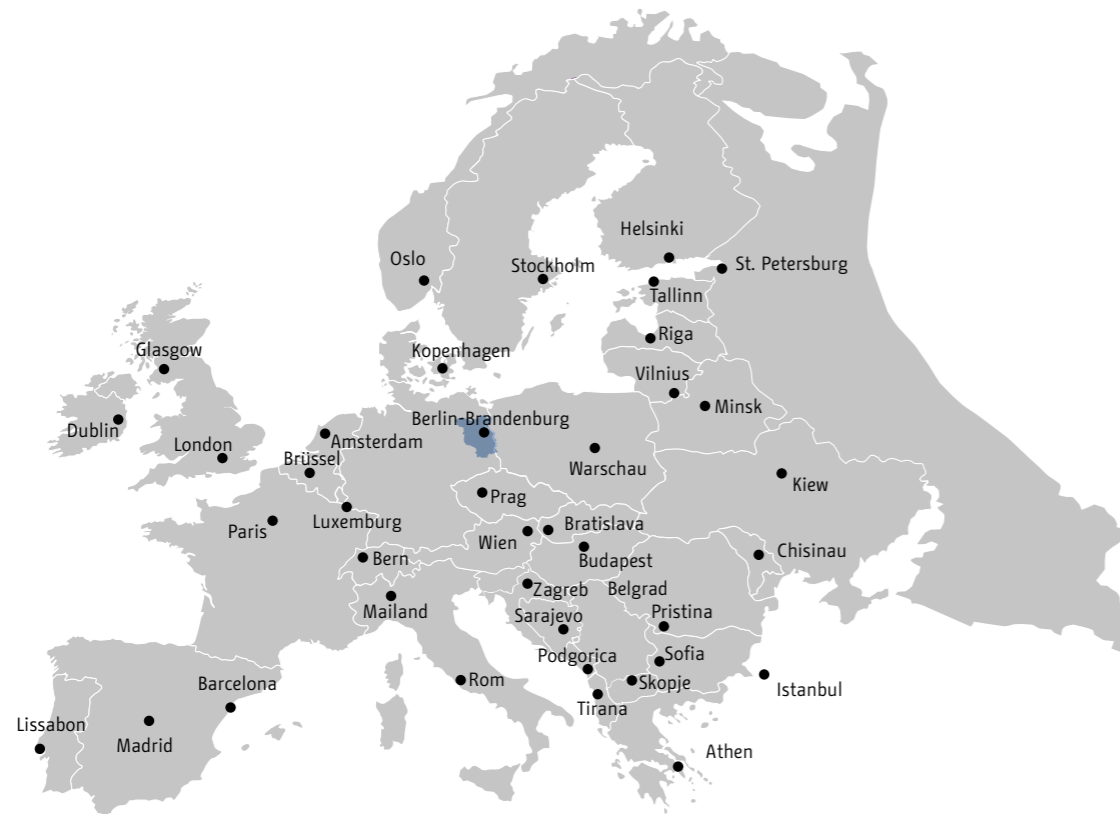 Helsinki
Oslo
Stockholm
St. Petersburg
Tallinn
Riga
Glasgow
Kopenhagen
Vilnius
Minsk
Berlin-Brandenburg
Dublin
London
Amsterdam
Brüssel
Warschau
Kiew
Prag
Luxemburg
Paris
Bratislava
Wien
Chisinau
Bern
Budapest
Zagreb
Belgrad
Mailand
Sarajevo
Pristina
Podgorica
Sofia
Rom
Skopje
Barcelona
Istanbul
Tirana
Lissabon
Madrid
Athen